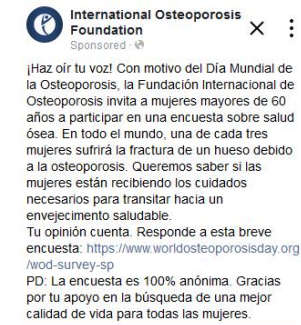 International Osteoporosis
Foundation
Sponsored ·
¡Haz oír tu voz! Con motivo del Día Mundial de
la Osteoporosis, la Fundación Internacional de
Osteoporosis invita a mujeres mayores de 60
años a participar en una encuesta sobre salud
ósea. En todo el mundo, una de cada tres
mujeres sufrirá la fractura de un hueso debido
a la osteoporosis. Queremos saber si las
mujeres están recibiendo los cuidados
necesarios para transitar hacia un
envejecimiento saludable.
Tu opinión cuenta. Responde a esta breve
encuesta: https://www.worldosteoporosisday.org
/wod-survey-sp
PD: La encuesta es 100% anónima. Gracias
por tu apoyo en la búsqueda de una mejor
calidad de vida para todas las mujeres.